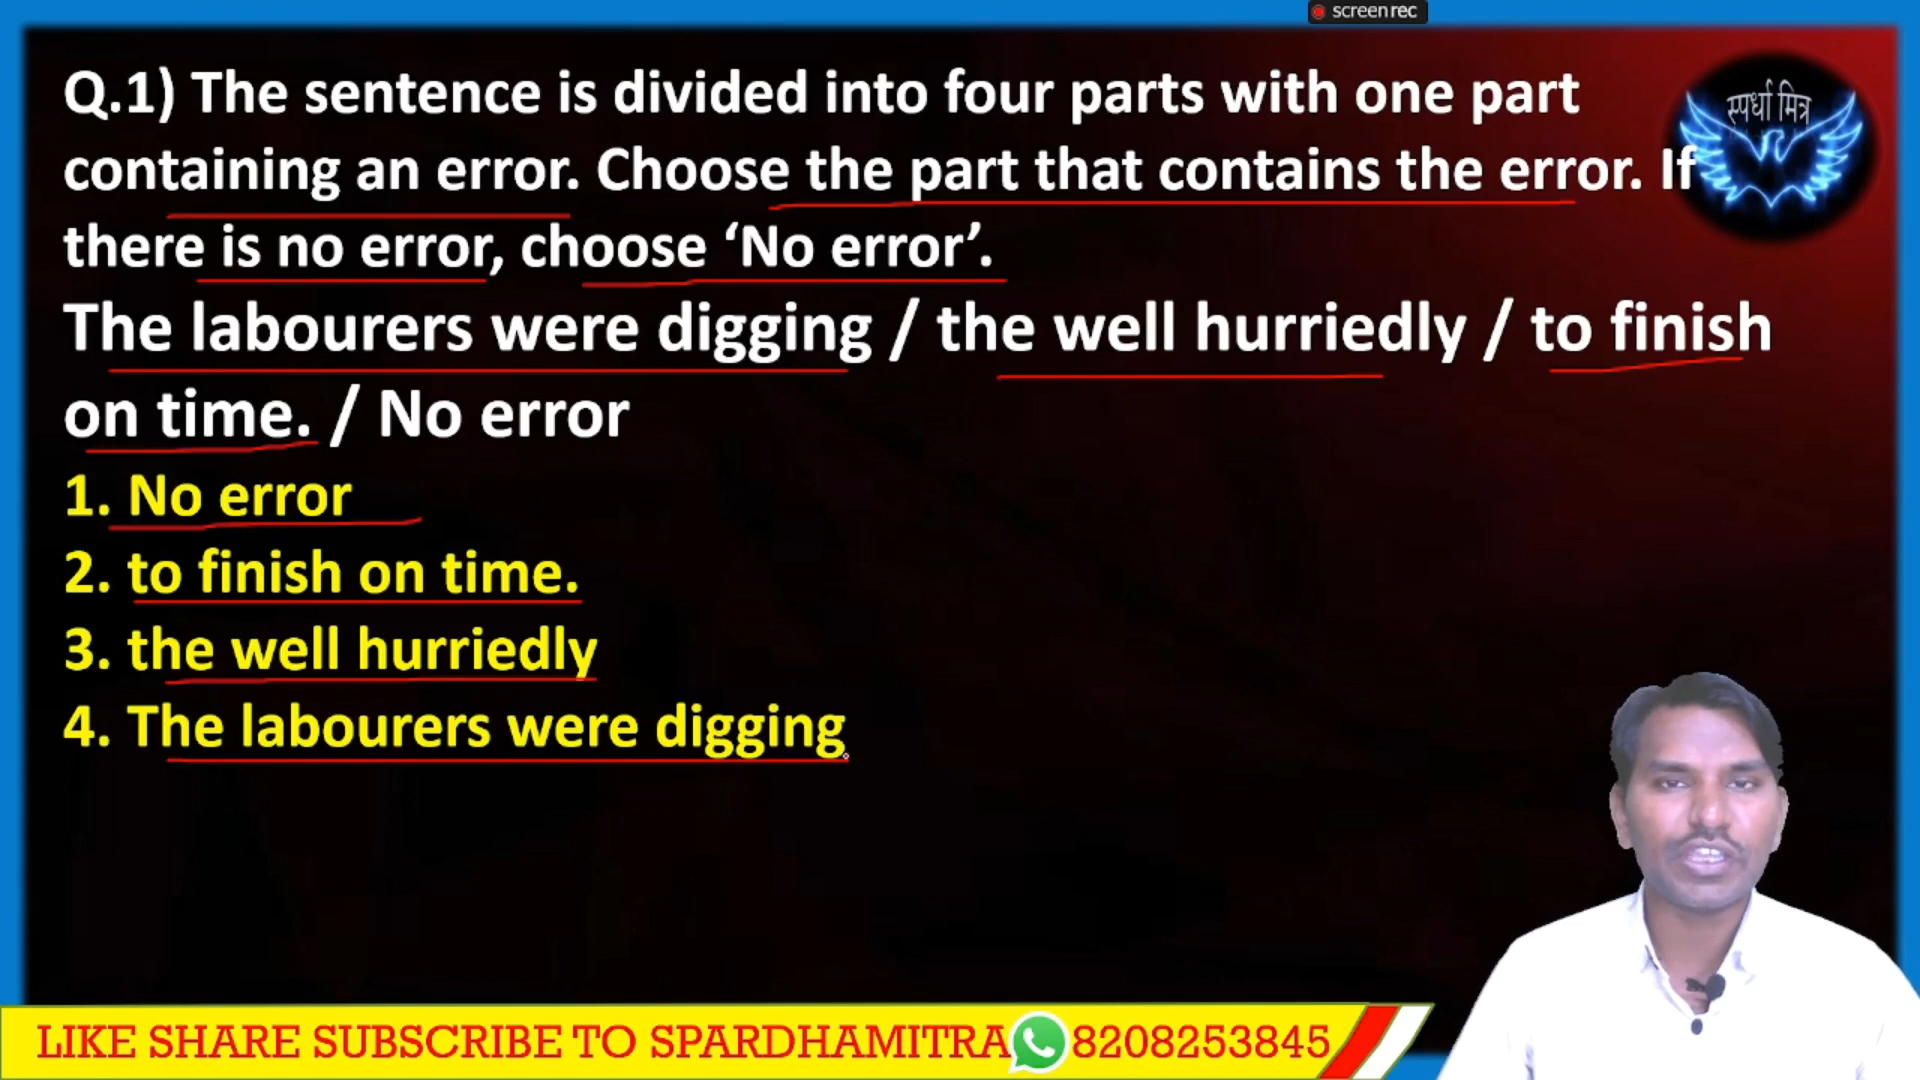 screenrec
स्पर्धा मित्र
Q.1) The sentence is divided into four parts with one part
containing an error. Choose the part that contains the error. If
there is no error, choose ‘No error’.
The labourers were digging / the well hurriedly / to finish
on time. / No error
1. No error
2. to finish on time.
3. the well hurriedly
4. The labourers were digging
LIKE SHARE SUBSCRIBE TO SPARDHAMITRA 8208253845